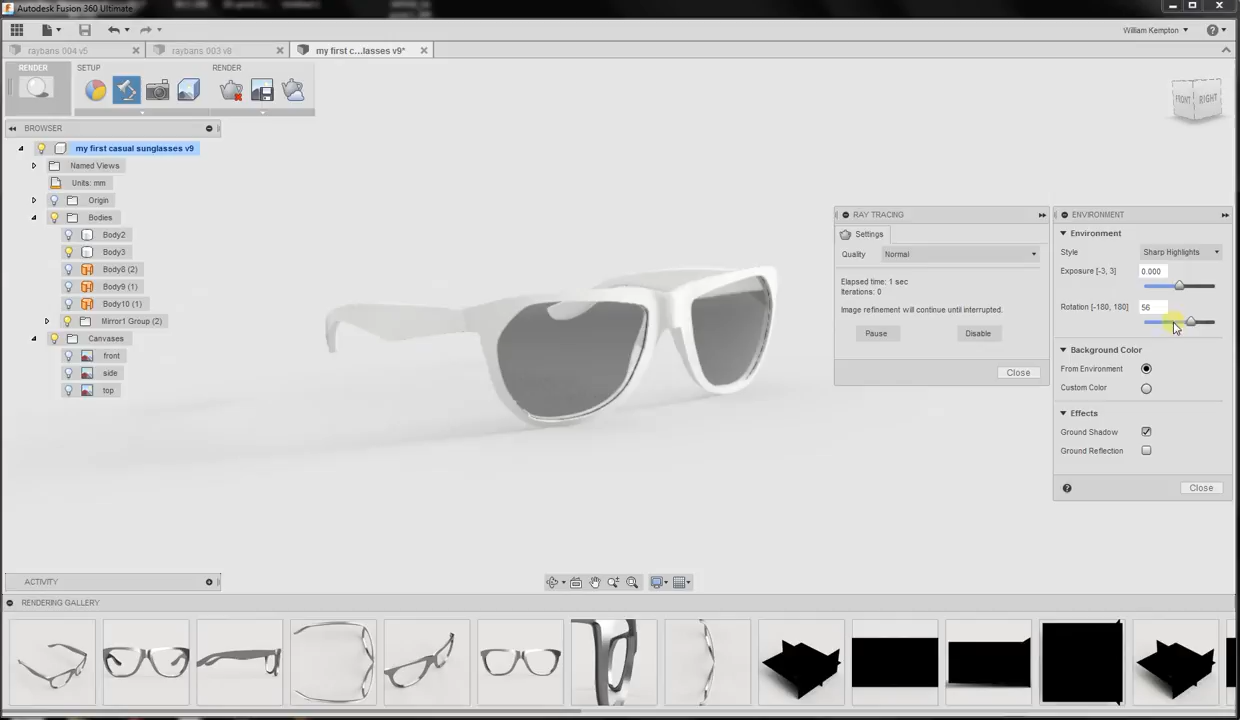 Autodesk Fusion 360 Ultimate
William Kempton
raybans 004 v5
raybans 003 v8
my first c...lasses v9*
RENDER
SETUP
RENDER
FRONT
RIGHT
BROWSER
my first casual sunglasses v9
Named Views
Units: mm
Origin
Bodies
Body2
Body3
Body8 (2)
Body9 (1)
Body10 (1)
Mirror1 Group (2)
Canvases
front
side
top
RAY TRACING
Settings
Quality
Normal
Elapsed time: 1 sec
Iterations: 0
Image refinement will continue until interrupted.
Pause
Disable
Close
ENVIRONMENT
Environment
Style
Sharp Highlights
Exposure [-3, 3]
0.000
Rotation [-180, 180]
56
Background Color
From Environment
Custom Color
Effects
Ground Shadow
Ground Reflection
Close
ACTIVITY
RENDERING GALLERY